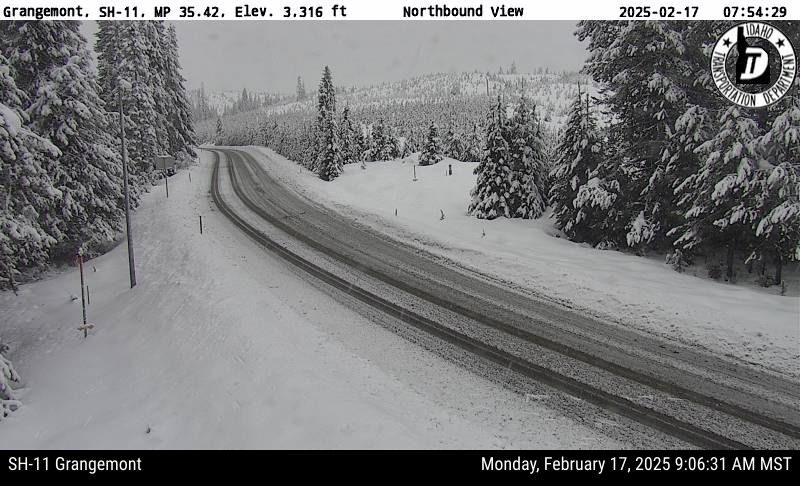 Grangemont, SH-11, MP 35.42, Elev. 3,316 ft Northbound View 2025-02-17 07:54:29
IDAHO
TRANSPORTATION DEPARTMENT
SH-11 Grangemont Monday, February 17, 2025 9:06:31 AM MST